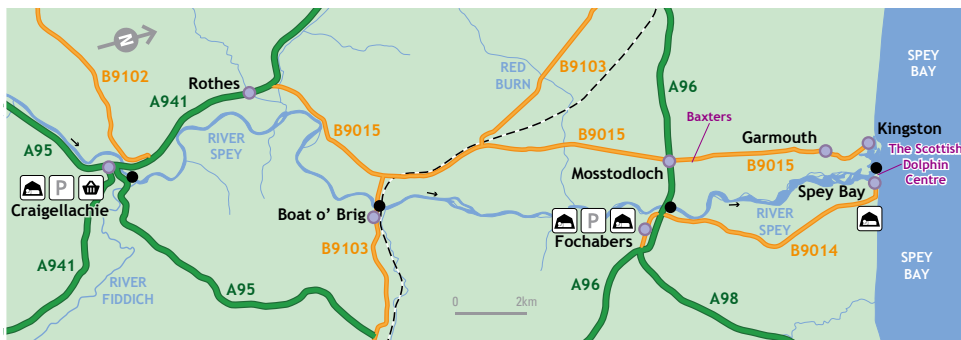 N
B9102
Rothes
A941
B9015
RIVER
SPEY
RED
BURN
B9103
A96
Baxters
B9015
Garmouth
Kingston
SPEY
BAY
The Scottish
Dolphin
Centre
A95
P
Craigellachie
Mosstodloch
B9015
Spey Bay
Boat o' Brig
P
Fochabers
RIVER
SPEY
B9014
B9103
A941
RIVER
FIDDICH
A95
0 2km
A96
A98
SPEY
BAY